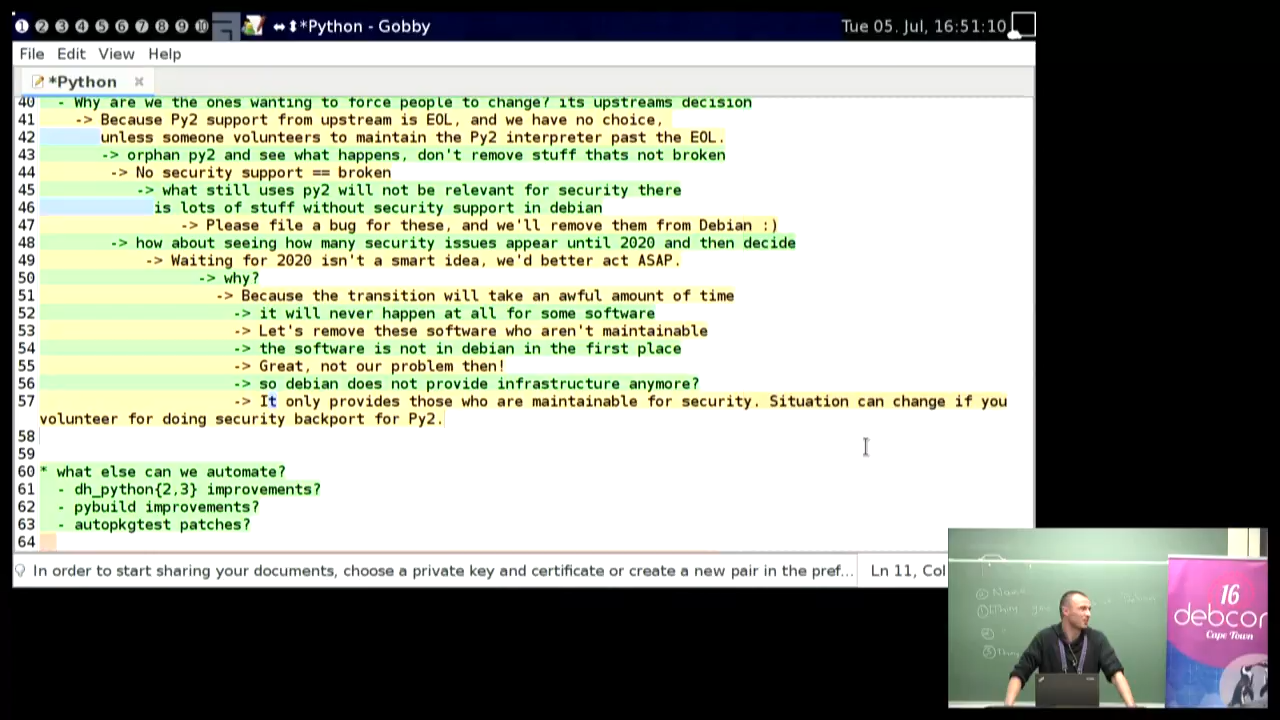 1 2 3 4 5 6 7 8 9 10 *Python - Gobby Tue 05. Jul, 16:51:10
File Edit View Help
*Python
40 - Why are we the ones wanting to force people to change? its upstreams decision
41 -> Because Py2 support from upstream is EOL, and we have no choice,
42 unless someone volunteers to maintain the Py2 interpreter past the EOL.
43 -> orphan py2 and see what happens, don't remove stuff thats not broken
44 -> No security support == broken
45 -> what still uses py2 will not be relevant for security there
46 is lots of stuff without security support in debian
47 -> Please file a bug for these, and we'll remove them from Debian :)
48 -> how about seeing how many security issues appear until 2020 and then decide
49 -> Waiting for 2020 isn't a smart idea, we'd better act ASAP.
50 -> why?
51 -> Because the transition will take an awful amount of time
52 -> it will never happen at all for some software
53 -> Let's remove these software who aren't maintainable
54 -> the software is not in debian in the first place
55 -> Great, not our problem then!
56 -> so debian does not provide infrastructure anymore?
57 -> It only provides those who are maintainable for security. Situation can change if you
volunteer for doing security backport for Py2.
58
59
60 * what else can we automate?
61 - dh_python{2,3} improvements?
62 - pybuild improvements?
63 - autopkgtest patches?
64
In order to start sharing your documents, choose a private key and certificate or create a new pair in the pref... Ln 11, Col
16
debcon
Cape Town